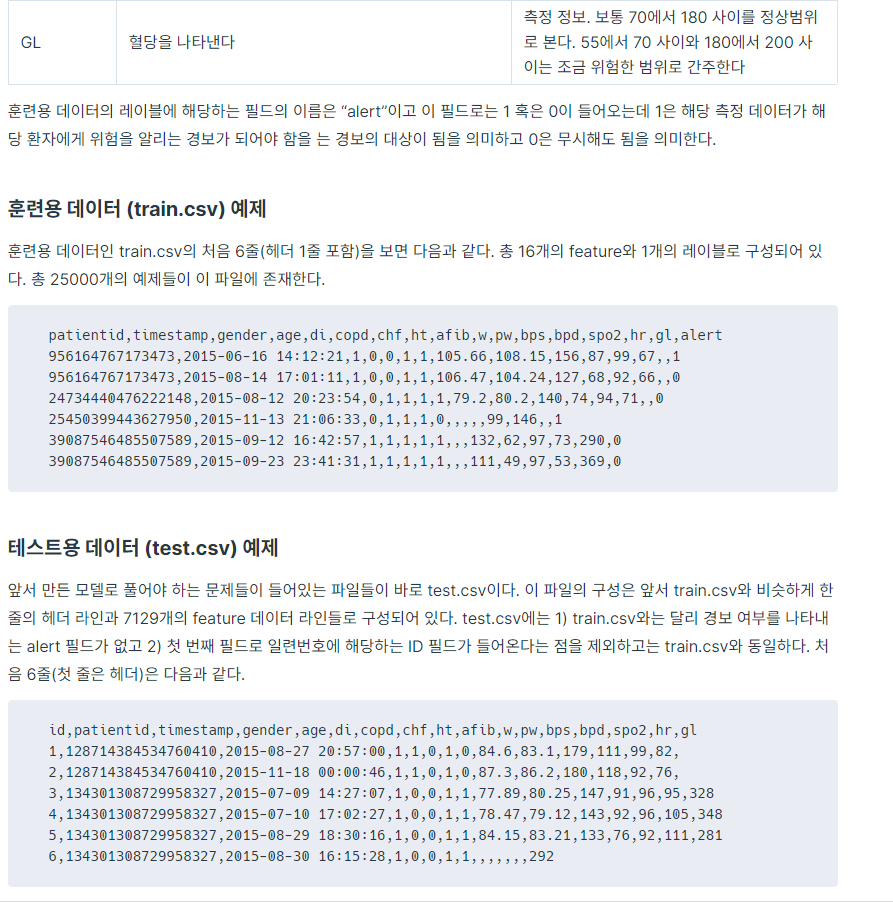 GL
혈당을 나타낸다
측정 정보. 보통 70에서 180 사이를 정상범위
로 본다. 55에서 70 사이와 180에서 200 사
이는 조금 위험한 범위로 간주한다
훈련용 데이터의 레이블에 해당하는 필드의 이름은 “alert”이고 이 필드로는 1 혹은 0이 들어오는데 1은 해당 측정 데이터가 해
당 환자에게 위험을 알리는 경보가 되어야 함을 는 경보의 대상이 됨을 의미하고 0은 무시해도 됨을 의미한다.
훈련용 데이터 (train.csv) 예제
훈련용 데이터인 train.csv의 처음 6줄(헤더 1줄 포함)을 보면 다음과 같다. 총 16개의 feature와 1개의 레이블로 구성되어 있
다. 총 25000개의 예제들이 이 파일에 존재한다.
patientid,timestamp,gender,age,di,copd,chf,ht,afib,w,pw,bps,bpd,spo2,hr,gl,alert
956164767173473,2015-06-16 14:12:21,1,0,0,1,1,105.66,108.15,156,87,99,67,,1
956164767173473,2015-08-14 17:01:11,1,0,0,1,1,106.47,104.24,127,68,92,66,,0
24734440476222148,2015-08-12 20:23:54,0,1,1,1,1,79.2,80.2,140,74,94,71,,0
25450399443627950,2015-11-13 21:06:33,0,1,1,1,0,,,,,99,146,,1
39087546485507589,2015-09-12 16:42:57,1,1,1,1,1,,,132,62,97,73,290,0
39087546485507589,2015-09-23 23:41:31,1,1,1,1,1,,,111,49,97,53,369,0
테스트용 데이터 (test.csv) 예제
앞서 만든 모델로 풀어야 하는 문제들이 들어있는 파일들이 바로 test.csv이다. 이 파일의 구성은 앞서 train.csv와 비슷하게 한
줄의 헤더 라인과 7129개의 feature 데이터 라인들로 구성되어 있다. test.csv에는 1) train.csv와는 달리 경보 여부를 나타내
는 alert 필드가 없고 2) 첫 번째 필드로 일련번호에 해당하는 ID 필드가 들어온다는 점을 제외하고는 train.csv와 동일하다. 처
음 6줄(첫 줄은 헤더)은 다음과 같다.
id,patientid,timestamp,gender,age,di,copd,chf,ht,afib,w,pw,bps,bpd,spo2,hr,gl
1,128714384534760410,2015-08-27 20:57:00,1,1,0,1,0,84.6,83.1,179,111,99,82,
2,128714384534760410,2015-11-18 00:00:46,1,1,0,1,0,87.3,86.2,180,118,92,76,
3,134301308729958327,2015-07-09 14:27:07,1,0,0,1,1,77.89,80.25,147,91,96,95,328
4,134301308729958327,2015-07-10 17:02:27,1,0,0,1,1,78.47,79.12,143,92,96,105,348
5,134301308729958327,2015-08-29 18:30:16,1,0,0,1,1,84.15,83.21,133,76,92,111,281
6,134301308729958327,2015-08-30 16:15:28,1,0,0,1,1,,,,,,,292